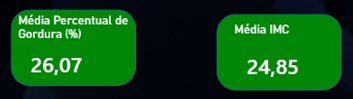 Média Percentual de
Gordura (%)
26,07
Média IMC
24,85